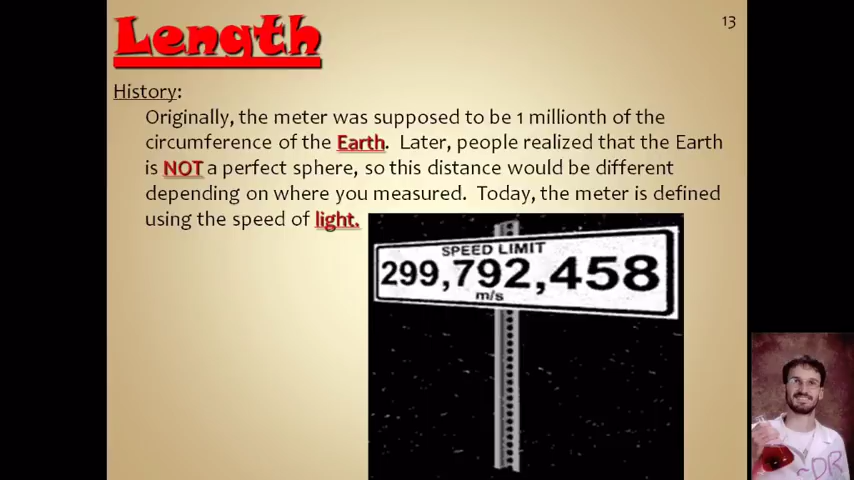 Length
13
History:
Originally, the meter was supposed to be 1 millionth of the
circumference of the Earth. Later, people realized that the Earth
is NOT a perfect sphere, so this distance would be different
depending on where you measured. Today, the meter is defined
using the speed of light.
SPEED LIMIT
299,792,458
m/s
~DR